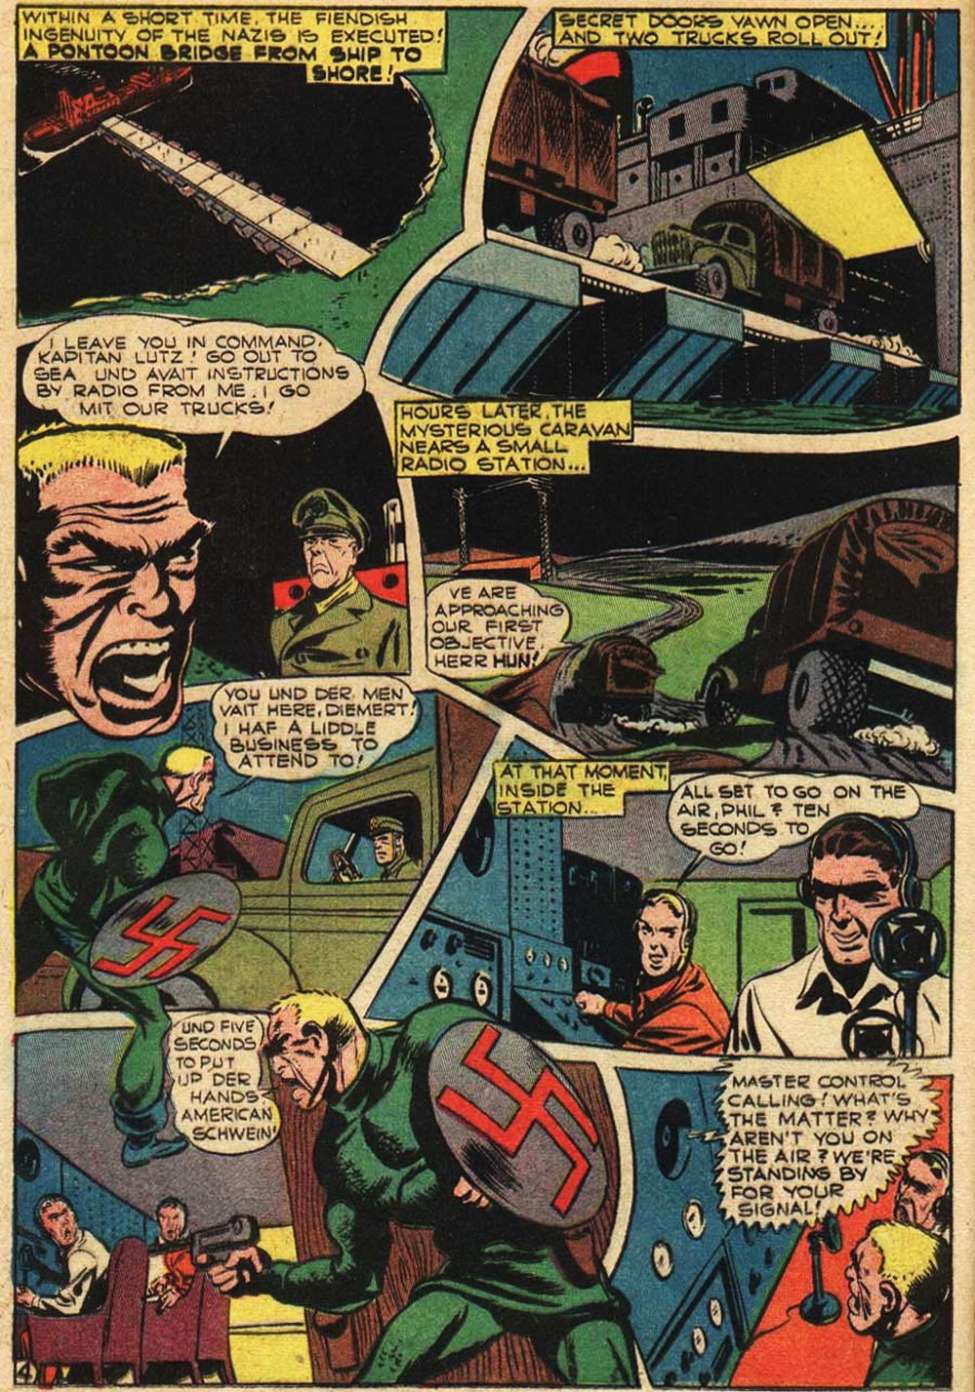 WITHIN A SHORT TIME, THE FIENDISH
INGENUITY OF THE NAZIS IS EXECUTED!
A PONTOON BRIDGE FROM SHIP TO
SHORE!
SECRET DOORS YAWN OPEN...
AND TWO TRUCKS ROLL OUT!
I LEAVE YOU IN COMMAND,
KAPITAN LUTZ! GO OUT TO
SEA UND AVAIT INSTRUCTIONS
BY RADIO FROM ME. I GO
MIT OUR TRUCKS!
HOURS LATER, THE
MYSTERIOUS CARAVAN
NEARS A SMALL
RADIO STATION...
VE ARE
APPROACHING
OUR FIRST
OBJECTIVE,
HERR HUN!
YOU UND DER MEN
VAIT HERE, DIEMERT!
I HAF A LIDDLE
BUSINESS TO
ATTEND TO!
AT THAT MOMENT,
INSIDE THE
STATION...
ALL SET TO GO ON THE
AIR, PHIL? TEN
SECONDS TO
GO!
UND FIVE
SECONDS
TO PUT
UP DER
HANDS
AMERICAN
SCHWEIN!
MASTER CONTROL
CALLING! WHAT'S
THE MATTER? WHY
AREN'T YOU ON
THE AIR? WE'RE
STANDING BY
FOR YOUR
SIGNAL!
4